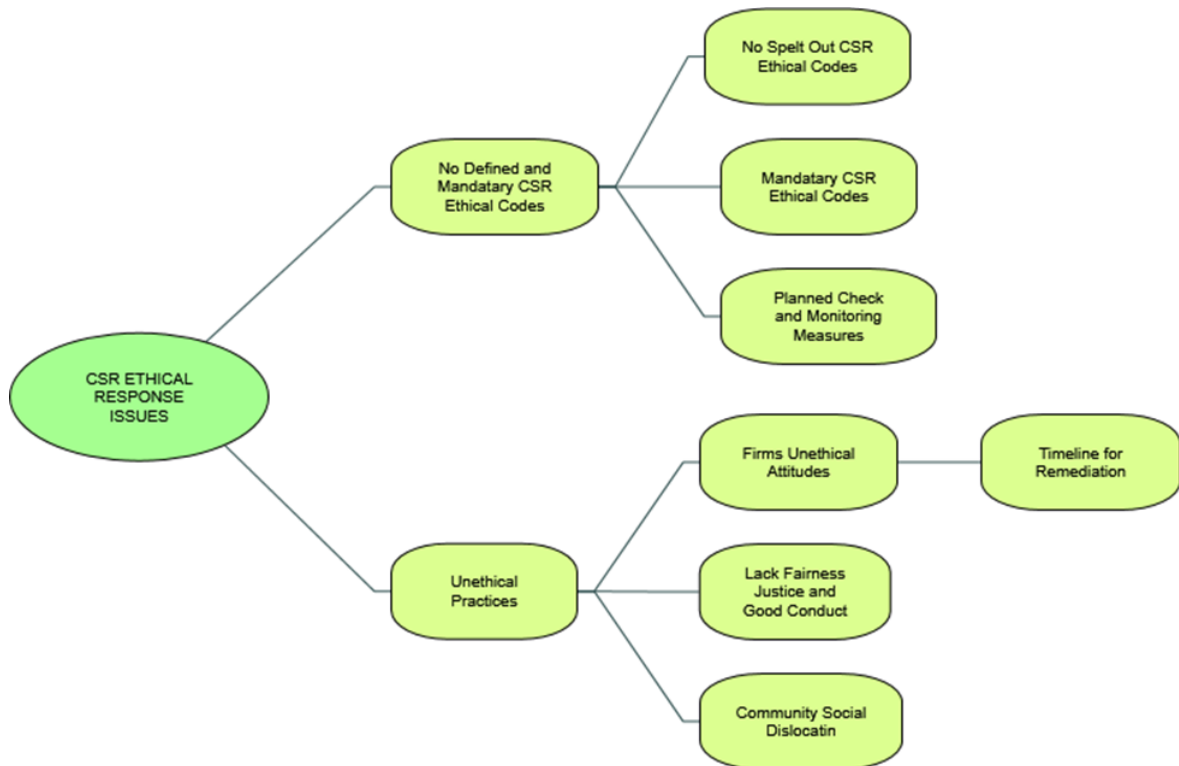 No Spelt Out CSR
Ethical Codes
No Defined and
Mandatary CSR
Ethical Codes
Mandatary CSR
Ethical Codes
Planned Check
and Monitoring
Measures
CSR ETHICAL
RESPONSE
ISSUES
Firms Unethical
Attitudes
Timeline for
Remediation
Unethical
Practices
Lack Fairness
Justice and
Good Conduct
Community Social
Dislocatin